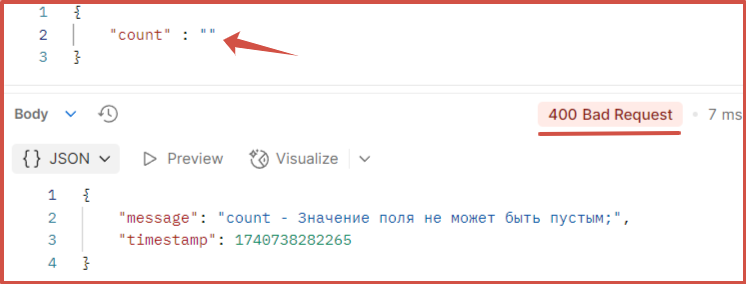 1 {
2 "count" : ""
3 }
Body 400 Bad Request • 7 ms
{} JSON Preview Visualize
1 {
2 "message": "count - Значение поля не может быть пустым;",
3 "timestamp": 1740738282265
4 }